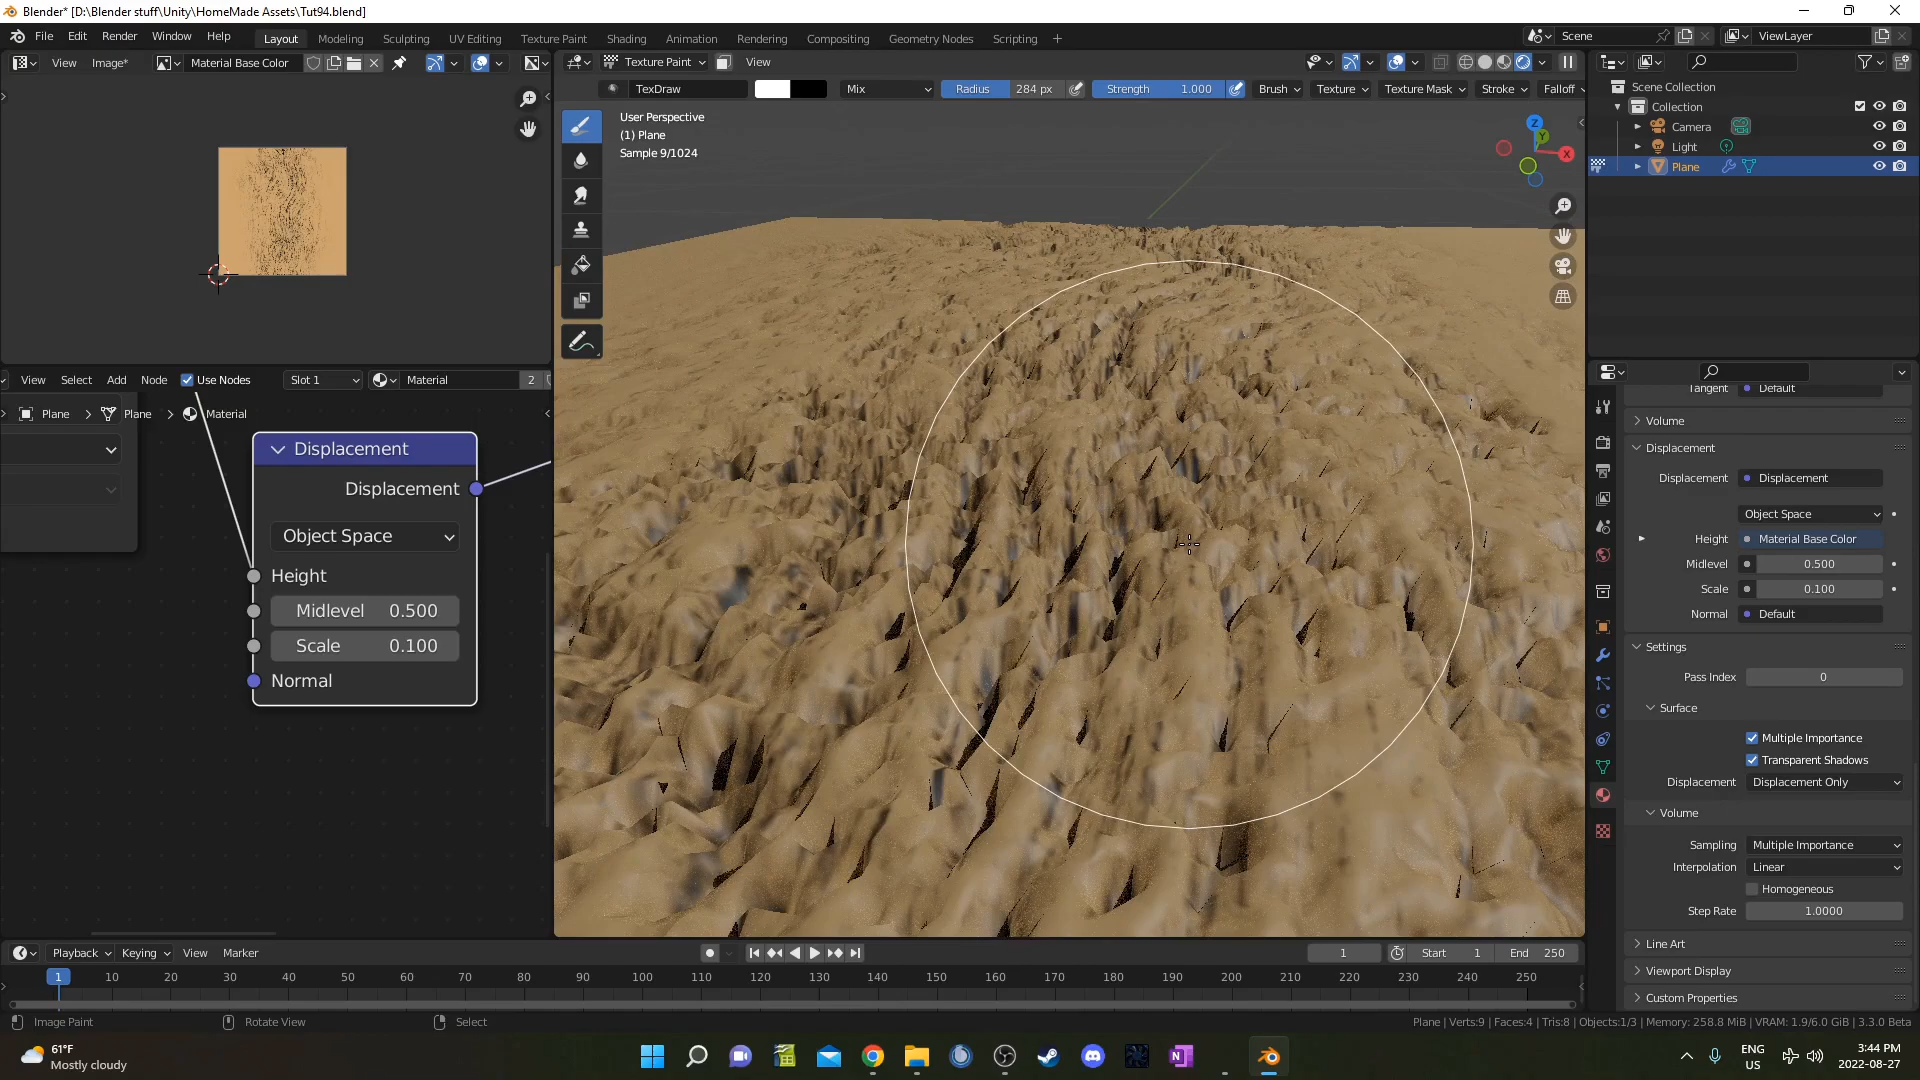 Blender* [D:\Blender stuff\Unity\HomeMade Assets\Tut94.blend]
File Edit Render Window Help Layout Modeling Sculpting UV Editing Texture Paint Shading Animation Rendering Compositing Geometry Nodes Scripting + Scene ViewLayer
View Image* Material Base Color Texture Paint View
TexDraw Mix Radius 284 px Strength 1.000 Brush Texture Texture Mask Stroke Falloff
User Perspective
(1) Plane
Sample 9/1024
Z
Y
X
Scene Collection
Collection
Camera
Light
Plane
View Select Add Node Use Nodes Slot 1 Material 2
Plane > Plane > Material
Displacement
Displacement
Object Space
Height
Midlevel 0.500
Scale 0.100
Normal
Tangent Default
Volume
Displacement
Displacement Displacement
Object Space
Height Material Base Color
Midlevel 0.500
Scale 0.100
Normal Default
Settings
Pass Index 0
Surface
Multiple Importance
Transparent Shadows
Displacement Displacement Only
Volume
Sampling Multiple Importance
Interpolation Linear
Homogeneous
Step Rate 1.0000
Line Art
Viewport Display
Custom Properties
Playback Keying View Marker 1 Start 1 End 250
1 10 20 30 40 50 60 70 80 90 100 110 120 130 140 150 160 170 180 190 200 210 220 230 240 250
Image Paint Rotate View Select Plane | Verts:9 | Faces:4 | Tris:8 | Objects:1/3 | Memory: 258.8 MiB | VRAM: 1.9/6.0 GiB | 3.3.0 Beta
61°F
Mostly cloudy
ENG
US
3:44 PM
2022-08-27